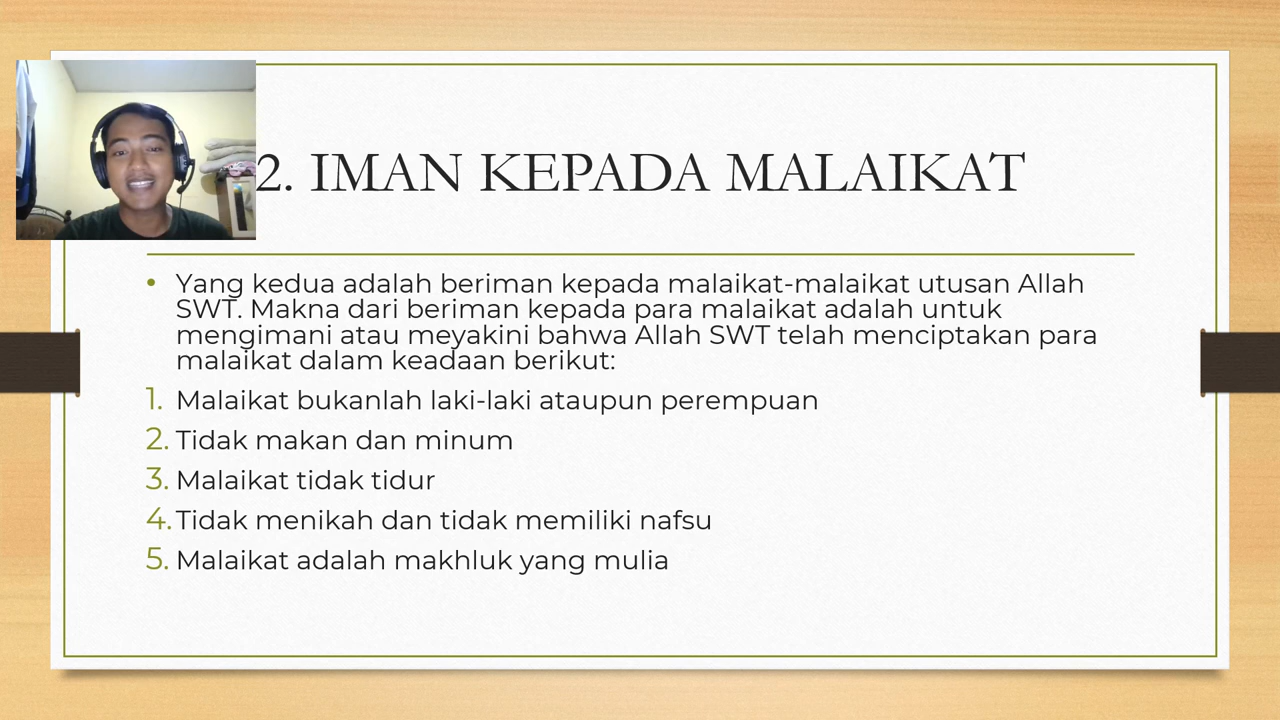 2. IMAN KEPADA MALAIKAT
• Yang kedua adalah beriman kepada malaikat-malaikat utusan Allah
SWT. Makna dari beriman kepada para malaikat adalah untuk
mengimani atau meyakini bahwa Allah SWT telah menciptakan para
malaikat dalam keadaan berikut:
1. Malaikat bukanlah laki-laki ataupun perempuan
2. Tidak makan dan minum
3. Malaikat tidak tidur
4. Tidak menikah dan tidak memiliki nafsu
5. Malaikat adalah makhluk yang mulia